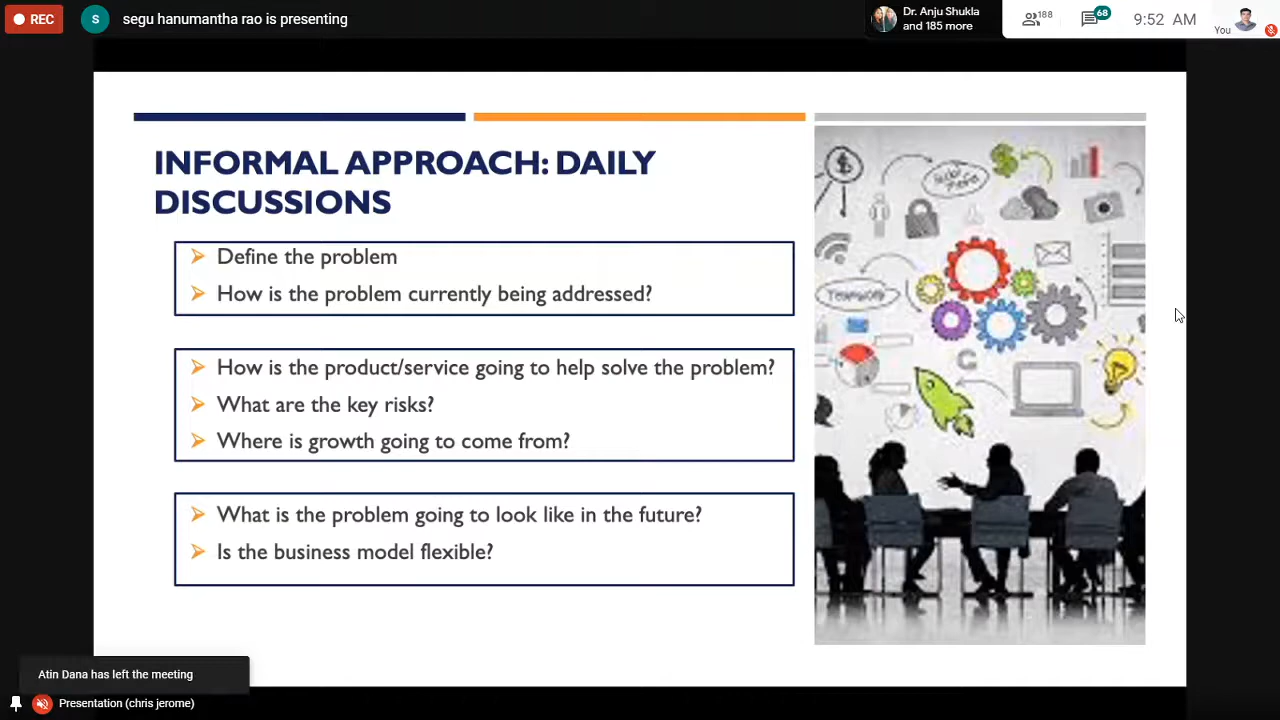 REC
S
segu hanumantha rao is presenting
Dr. Anju Shukla
and 185 more
188
68
9:52 AM
You
INFORMAL APPROACH: DAILY
DISCUSSIONS
Define the problem
How is the problem currently being addressed?
How is the product/service going to help solve the problem?
What are the key risks?
Where is growth going to come from?
What is the problem going to look like in the future?
Is the business model flexible?
$
TEAMWORK
Atin Dana has left the meeting
Presentation (chris jerome)